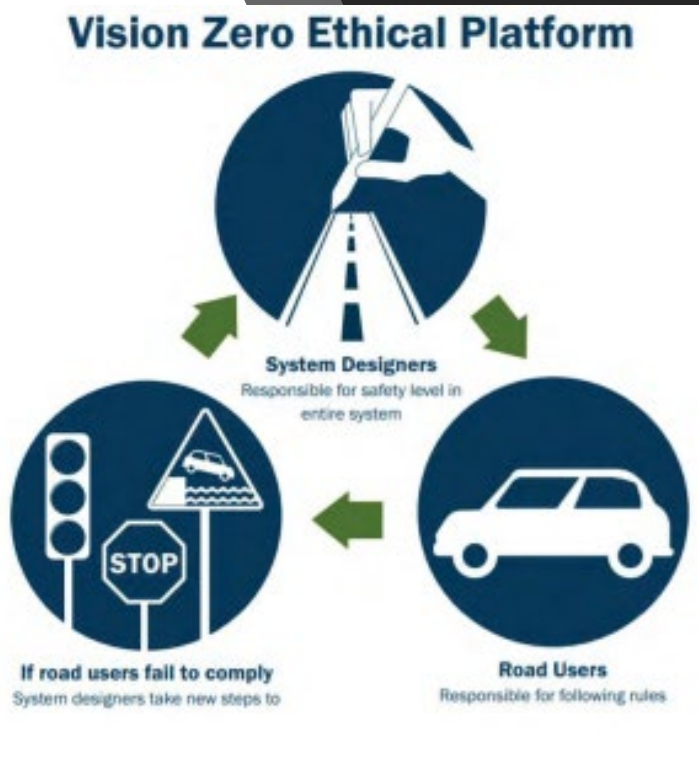 Vision Zero Ethical Platform
System Designers
Responsible for safety level in
entire system
STOP
If road users fail to comply
System designers take new steps to
Road Users
Responsible for following rules